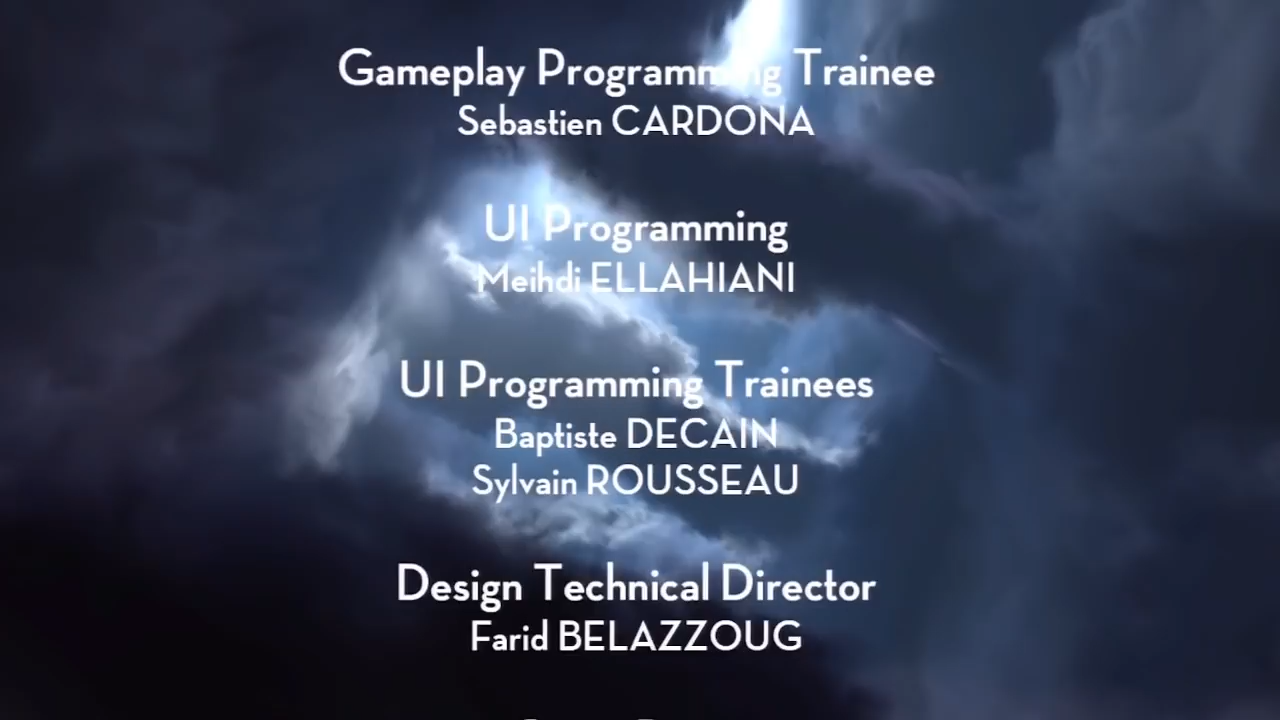 Gameplay Programming Trainee
Sebastien CARDONA
UI Programming
Meihdi ELLAHIANI
UI Programming Trainees
Baptiste DECAIN
Sylvain ROUSSEAU
Design Technical Director
Farid BELAZZOUG